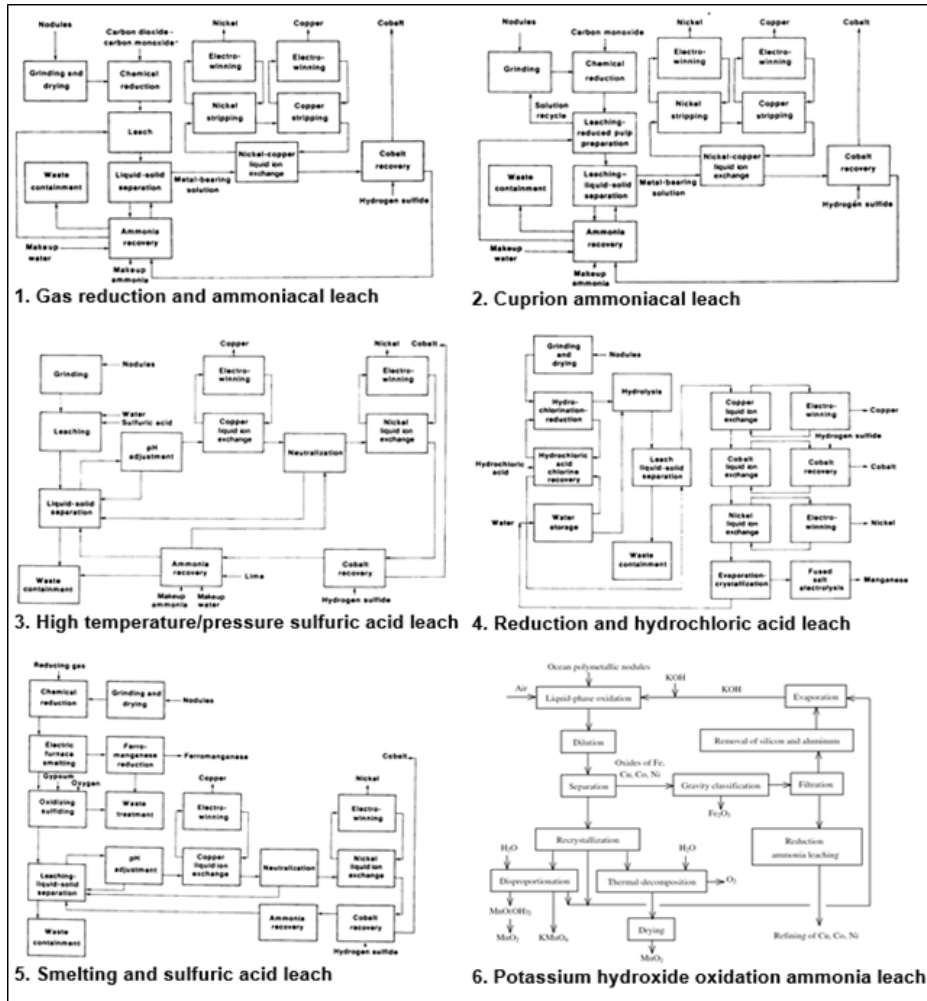 Nodules
Carbon dioxide-
carbon monoxide
Nickel
Copper
Cobalt
Grinding and
drying
Chemical
reduction
Electro-
winning
Electro-
winning
Leach
Nickel
stripping
Copper
stripping
Waste
containment
Liquid-solid
separation
Metal-bearing
solution
Nickel-copper
liquid ion
exchange
Cobalt
recovery
Hydrogen sulfide
Ammonia
recovery
Makeup
water
Makeup
ammonia
1. Gas reduction and ammoniacal leach
Nodules
Carbon monoxide
Nickel
Copper
Cobalt
Grinding
Chemical
reduction
Electro-
winning
Electro-
winning
Solution
recycle
Leaching-
reduced pulp
preparation
Nickel
stripping
Copper
stripping
Waste
containment
Leaching-
liquid-solid
separation
Metal-bearing
solution
Nickel-copper
liquid ion
exchange
Cobalt
recovery
Hydrogen sulfide
Ammonia
recovery
Makeup
water
Makeup
ammonia
2. Cuprion ammoniacal leach
Copper
Nickel
Cobalt
Grinding
Nodules
Electro-
winning
Electro-
winning
Leaching
Water
Sulfuric acid
pH
adjustment
Copper
liquid ion
exchange
Neutralization
Nickel
liquid ion
exchange
Liquid-solid
separation
Waste
containment
Ammonia
recovery
Lime
Cobalt
recovery
Makeup
ammonia
Makeup
water
Hydrogen sulfide
3. High temperature/pressure sulfuric acid leach
Grinding
and
drying
Nodules
Hydro-
chlorination-
reduction
Hydrolysis
Copper
liquid ion
exchange
Electro-
winning
Copper
Hydrogen sulfide
Hydrochloric
acid
Hydrochloric
acid
chlorine
recovery
Leach
liquid-solid
separation
Cobalt
liquid ion
exchange
Cobalt
recovery
Cobalt
Water
Water
storage
Nickel
liquid ion
exchange
Electro-
winning
Nickel
Waste
containment
Evaporation-
crystallization
Fused
salt
electrolysis
Manganese
4. Reduction and hydrochloric acid leach
Reducing gas
Chemical
reduction
Grinding and
drying
Nodules
Electric
furnace
smelting
Ferro-
manganese
reduction
Ferromanganese
Gypsum
Oxygen
Copper
Nickel
Cobalt
Oxidizing
sulfiding
Waste
treatment
Electro-
winning
Electro-
winning
Leaching-
liquid-solid
separation
pH
adjustment
Copper
liquid ion
exchange
Neutralization
Nickel
liquid ion
exchange
Waste
containment
Ammonia
recovery
Cobalt
recovery
Hydrogen sulfide
5. Smelting and sulfuric acid leach
Ocean polymetallic nodules
Air
Liquid-phase oxidation
KOH
KOH
Evaporation
Dilution
Removal of silicon and aluminum
Separation
Oxides of Fe,
Cu, Co, Ni
Gravity classification
Filtration
Fe₂O₃
Recrystallization
Reduction
ammonia leaching
H₂O
H₂O
Disproportionation
Thermal-decomposition
O₂
MnO(OH)₂
MnO₂
KMnO₄
Drying
MnO₂
Refining of Cu, Co, Ni
6. Potassium hydroxide oxidation ammonia leach